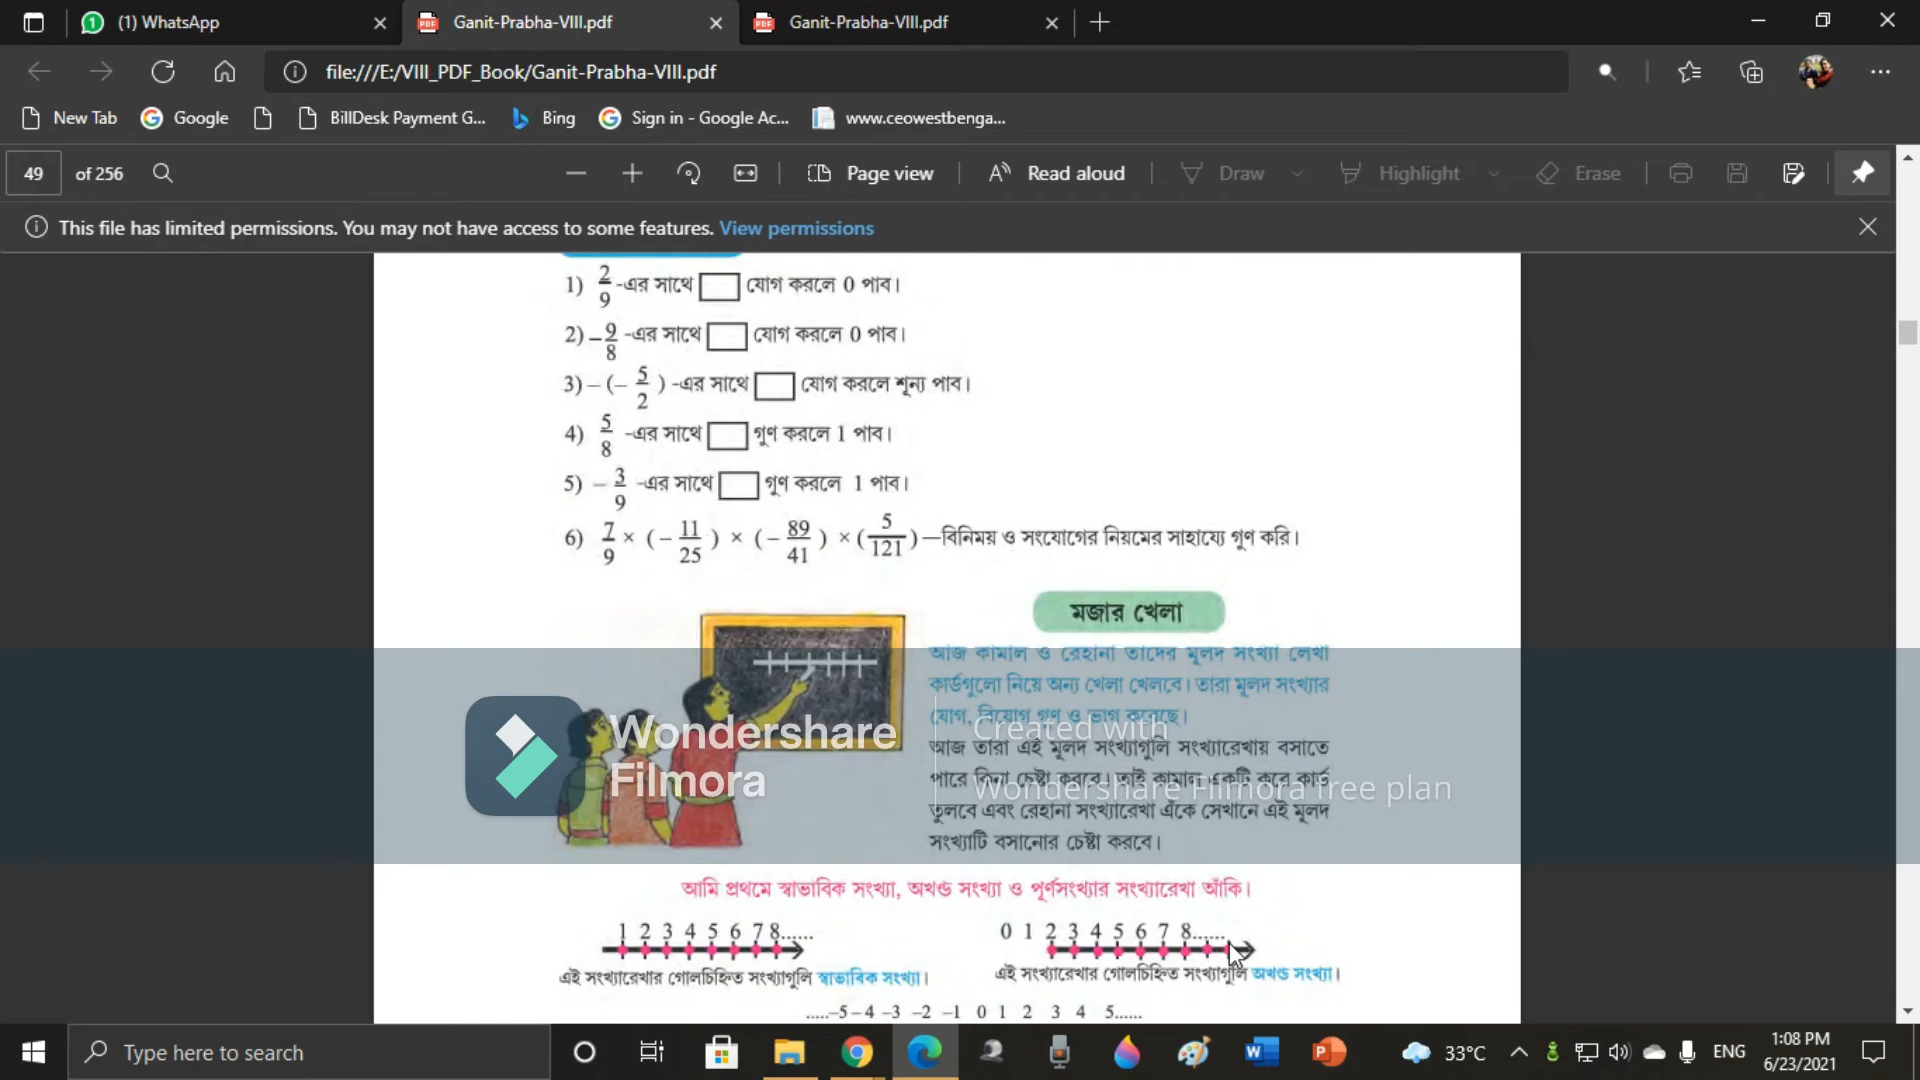 (1) WhatsApp
Ganit-Prabha-VIII.pdf
Ganit-Prabha-VIII.pdf
file:///E:/VIII_PDF_Book/Ganit-Prabha-VIII.pdf
New Tab
Google
BillDesk Payment G...
Bing
Sign in - Google Ac...
www.ceowestbenga...
49 of 256
Page view
Read aloud
Draw
Highlight
Erase
This file has limited permissions. You may not have access to some features. View permissions
1) 2/9 -এর সাথে □ যোগ করলে 0 পাব।
2) –9/8 -এর সাথে □ যোগ করলে 0 পাব।
3) – (– 5/2 ) -এর সাথে □ যোগ করলে শূন্য পাব।
4) 5/8 -এর সাথে □ গুণ করলে 1 পাব।
5) – 3/9 -এর সাথে □ গুণ করলে 1 পাব।
6) 7/9 × (– 11/25 ) × (– 89/41 ) × ( 5/121 ) —বিনিময় ও সংযোগের নিয়মের সাহায্যে গুণ করি।
মজার খেলা
আজ কামাল ও রেহানা তাদের মূলদ সংখ্যা লেখা
কার্ডগুলো নিয়ে অন্য খেলা খেলবে। তারা মূলদ সংখ্যার
যোগ, বিয়োগ গুণ ও ভাগ করেছে।
আজ তারা এই মূলদ সংখ্যাগুলি সংখ্যারেখায় বসাতে
পারে কিনা চেষ্টা করবে। তাই কামাল একটি করে কার্ড
তুলবে এবং রেহানা সংখ্যারেখা এঁকে সেখানে এই মূলদ
সংখ্যাটি বসানোর চেষ্টা করবে।
Wondershare
Filmora
Created with
Wondershare Filmora free plan
আমি প্রথমে স্বাভাবিক সংখ্যা, অখণ্ড সংখ্যা ও পূর্ণসংখ্যার সংখ্যারেখা আঁকি।
1 2 3 4 5 6 7 8......
0 1 2 3 4 5 6 7 8......
এই সংখ্যারেখার গোলচিহ্নিত সংখ্যাগুলি স্বাভাবিক সংখ্যা।
এই সংখ্যারেখার গোলচিহ্নিত সংখ্যাগুলি অখণ্ড সংখ্যা।
.....–5 – 4 –3 –2 –1 0 1 2 3 4 5......
Type here to search
33°C
ENG
1:08 PM
6/23/2021